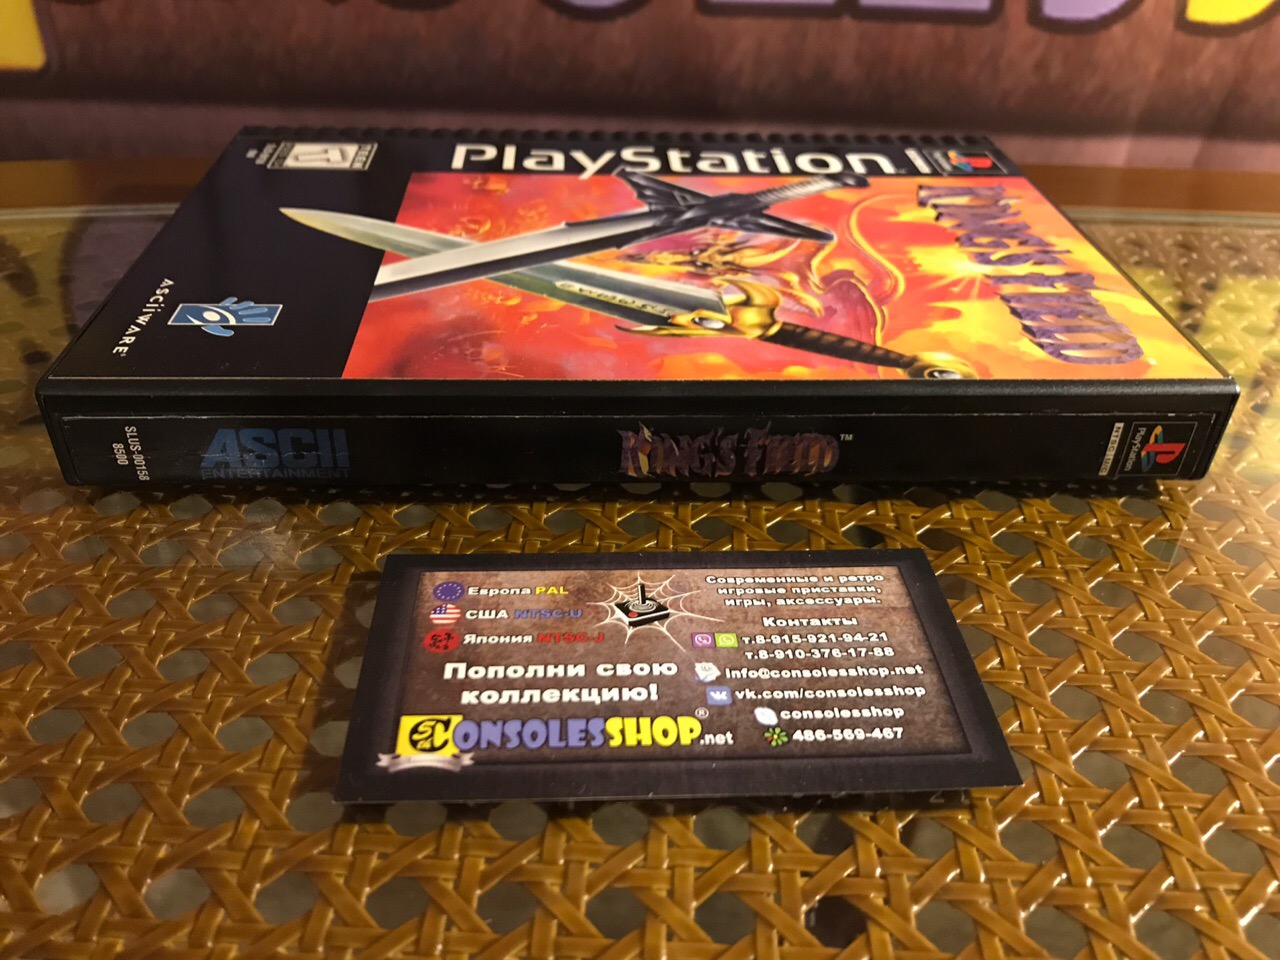 PlayStation
TEEN
KING'S FIELD
ASCIIWARE
SLUS-00158
8500
ASCII
ENTERTAINMENT
KING'S FIELD™
PlayStation
Европа PAL
США NTSC-U
Япония NTSC-J
Пополни свою
коллекцию!
CONSOLESSHOP®.net
Современные и ретро
игровые приставки,
игры, аксессуары.
Контакты
т.8-915-921-94-21
т.8-910-376-17-88
info@consolesshop.net
vk.com/consolesshop
consolesshop
486-569-467